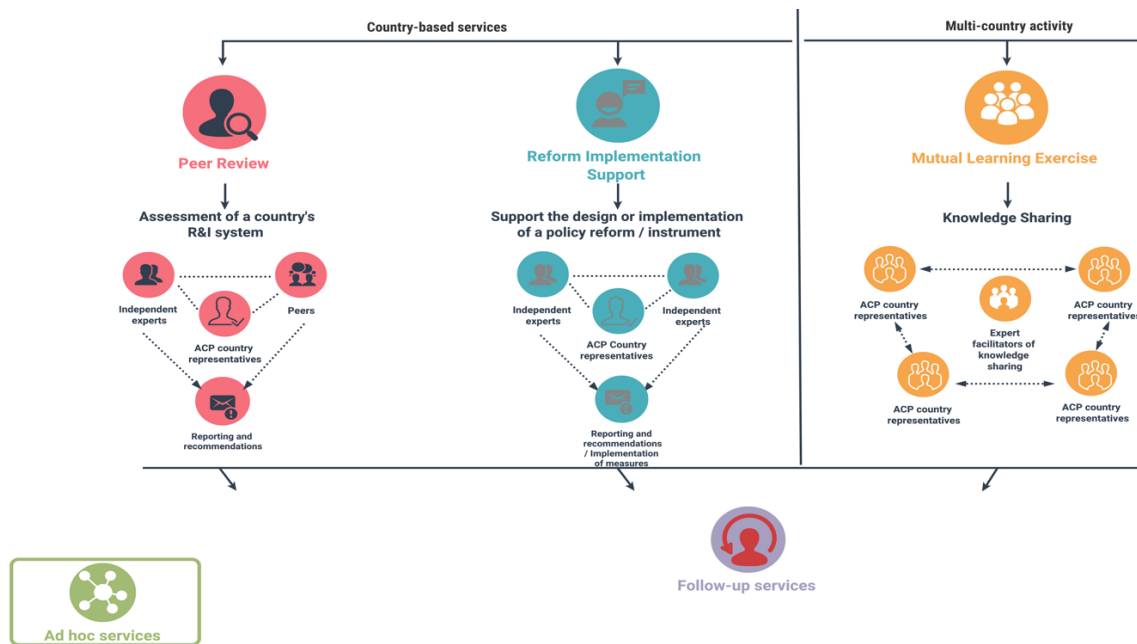 Country-based services
Multi-country activity
Peer Review
Reform Implementation
Support
Mutual Learning Exercise
Assessment of a country's
R&I system
Support the design or implementation
of a policy reform / instrument
Knowledge Sharing
Independent
experts
Peers
ACP country
representatives
Reporting and
recommendations
Independent
experts
Independent
experts
ACP Country
representatives
Reporting and
recommendations
/ Implementation
of measures
ACP country
representatives
ACP country
representatives
Expert
facilitators of
knowledge
sharing
ACP country
representatives
ACP country
representatives
Follow-up services
Ad hoc services